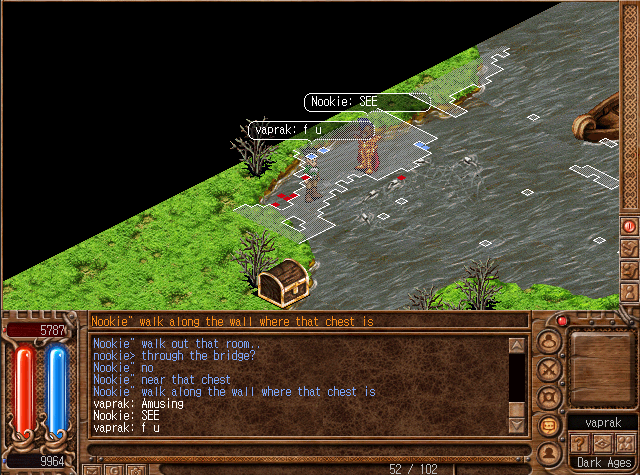 Nookie: SEE
vaprak: f u
Nookie" walk along the wall where that chest is
5787
Nookie" walk out that room..
nookie> through the bridge?
Nookie" no
Nookie" near that chest
Nookie" walk along the wall where that chest is
vaprak: Amusing
Nookie: SEE
vaprak: f u
vaprak
9964
52 / 102
Dark Ages